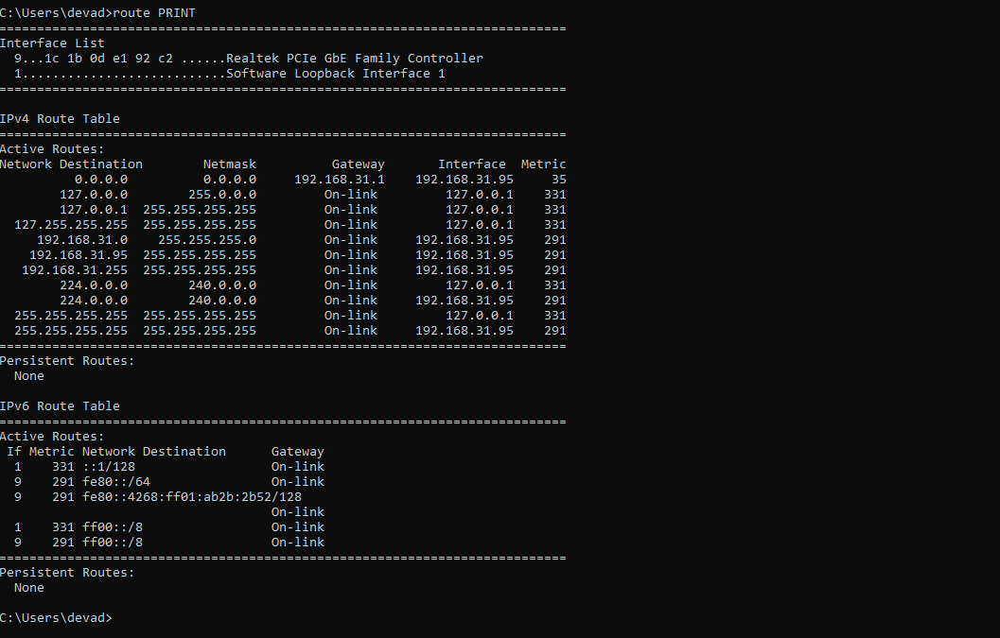 C:\Users\devad>route PRINT
===========================================================================
Interface List
  9...1c 1b 0d e1 92 c2 ......Realtek PCIe GbE Family Controller
  1...........................Software Loopback Interface 1
===========================================================================

IPv4 Route Table
===========================================================================
Active Routes:
Network Destination        Netmask          Gateway       Interface  Metric
          0.0.0.0          0.0.0.0     192.168.31.1    192.168.31.95     35
        127.0.0.0        255.0.0.0         On-link         127.0.0.1    331
        127.0.0.1  255.255.255.255         On-link         127.0.0.1    331
  127.255.255.255  255.255.255.255         On-link         127.0.0.1    331
     192.168.31.0    255.255.255.0         On-link     192.168.31.95    291
    192.168.31.95  255.255.255.255         On-link     192.168.31.95    291
   192.168.31.255  255.255.255.255         On-link     192.168.31.95    291
        224.0.0.0        240.0.0.0         On-link         127.0.0.1    331
        224.0.0.0        240.0.0.0         On-link     192.168.31.95    291
  255.255.255.255  255.255.255.255         On-link         127.0.0.1    331
  255.255.255.255  255.255.255.255         On-link     192.168.31.95    291
===========================================================================
Persistent Routes:
  None

IPv6 Route Table
===========================================================================
Active Routes:
 If Metric Network Destination      Gateway
  1    331 ::1/128                  On-link
  9    291 fe80::/64                On-link
  9    291 fe80::4268:ff01:ab2b:2b52/128
                                    On-link
  1    331 ff00::/8                 On-link
  9    291 ff00::/8                 On-link
===========================================================================
Persistent Routes:
  None

C:\Users\devad>